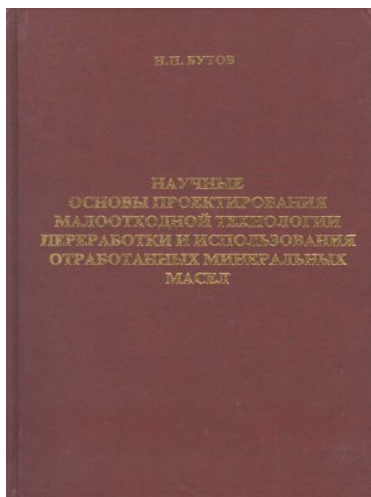 Н.П. БУТОВ
НАУЧНЫЕ
ОСНОВЫ ПРОЕКТИРОВАНИЯ
МАЛООТХОДНОЙ ТЕХНОЛОГИИ
ПЕРЕРАБОТКИ И ИСПОЛЬЗОВАНИЯ
ОТРАБОТАННЫХ МИНЕРАЛЬНЫХ
МАСЕЛ